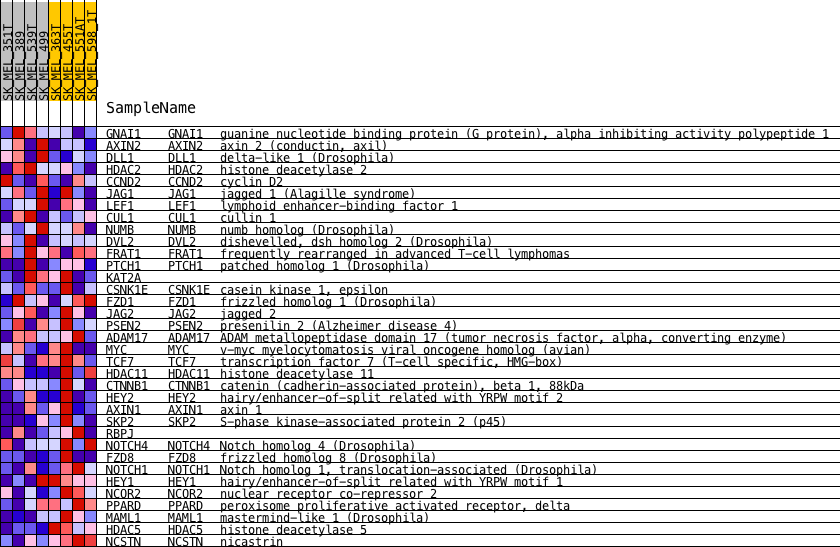 SK_MEL_351T
SK_MEL_389
SK_MEL_539T
SK_MEL_499
SK_MEL_363T
SK_MEL_455T
SK_MEL_551AT
SK_MEL_598_1T
SampleName
GNAI1 GNAI1 guanine nucleotide binding protein (G protein), alpha inhibiting activity polypeptide 1
AXIN2 AXIN2 axin 2 (conductin, axil)
DLL1 DLL1 delta-like 1 (Drosophila)
HDAC2 HDAC2 histone deacetylase 2
CCND2 CCND2 cyclin D2
JAG1 JAG1 jagged 1 (Alagille syndrome)
LEF1 LEF1 lymphoid enhancer-binding factor 1
CUL1 CUL1 cullin 1
NUMB NUMB numb homolog (Drosophila)
DVL2 DVL2 dishevelled, dsh homolog 2 (Drosophila)
FRAT1 FRAT1 frequently rearranged in advanced T-cell lymphomas
PTCH1 PTCH1 patched homolog 1 (Drosophila)
KAT2A
CSNK1E CSNK1E casein kinase 1, epsilon
FZD1 FZD1 frizzled homolog 1 (Drosophila)
JAG2 JAG2 jagged 2
PSEN2 PSEN2 presenilin 2 (Alzheimer disease 4)
ADAM17 ADAM17 ADAM metallopeptidase domain 17 (tumor necrosis factor, alpha, converting enzyme)
MYC MYC v-myc myelocytomatosis viral oncogene homolog (avian)
TCF7 TCF7 transcription factor 7 (T-cell specific, HMG-box)
HDAC11 HDAC11 histone deacetylase 11
CTNNB1 CTNNB1 catenin (cadherin-associated protein), beta 1, 88kDa
HEY2 HEY2 hairy/enhancer-of-split related with YRPW motif 2
AXIN1 AXIN1 axin 1
SKP2 SKP2 S-phase kinase-associated protein 2 (p45)
RBPJ
NOTCH4 NOTCH4 Notch homolog 4 (Drosophila)
FZD8 FZD8 frizzled homolog 8 (Drosophila)
NOTCH1 NOTCH1 Notch homolog 1, translocation-associated (Drosophila)
HEY1 HEY1 hairy/enhancer-of-split related with YRPW motif 1
NCOR2 NCOR2 nuclear receptor co-repressor 2
PPARD PPARD peroxisome proliferative activated receptor, delta
MAML1 MAML1 mastermind-like 1 (Drosophila)
HDAC5 HDAC5 histone deacetylase 5
NCSTN NCSTN nicastrin